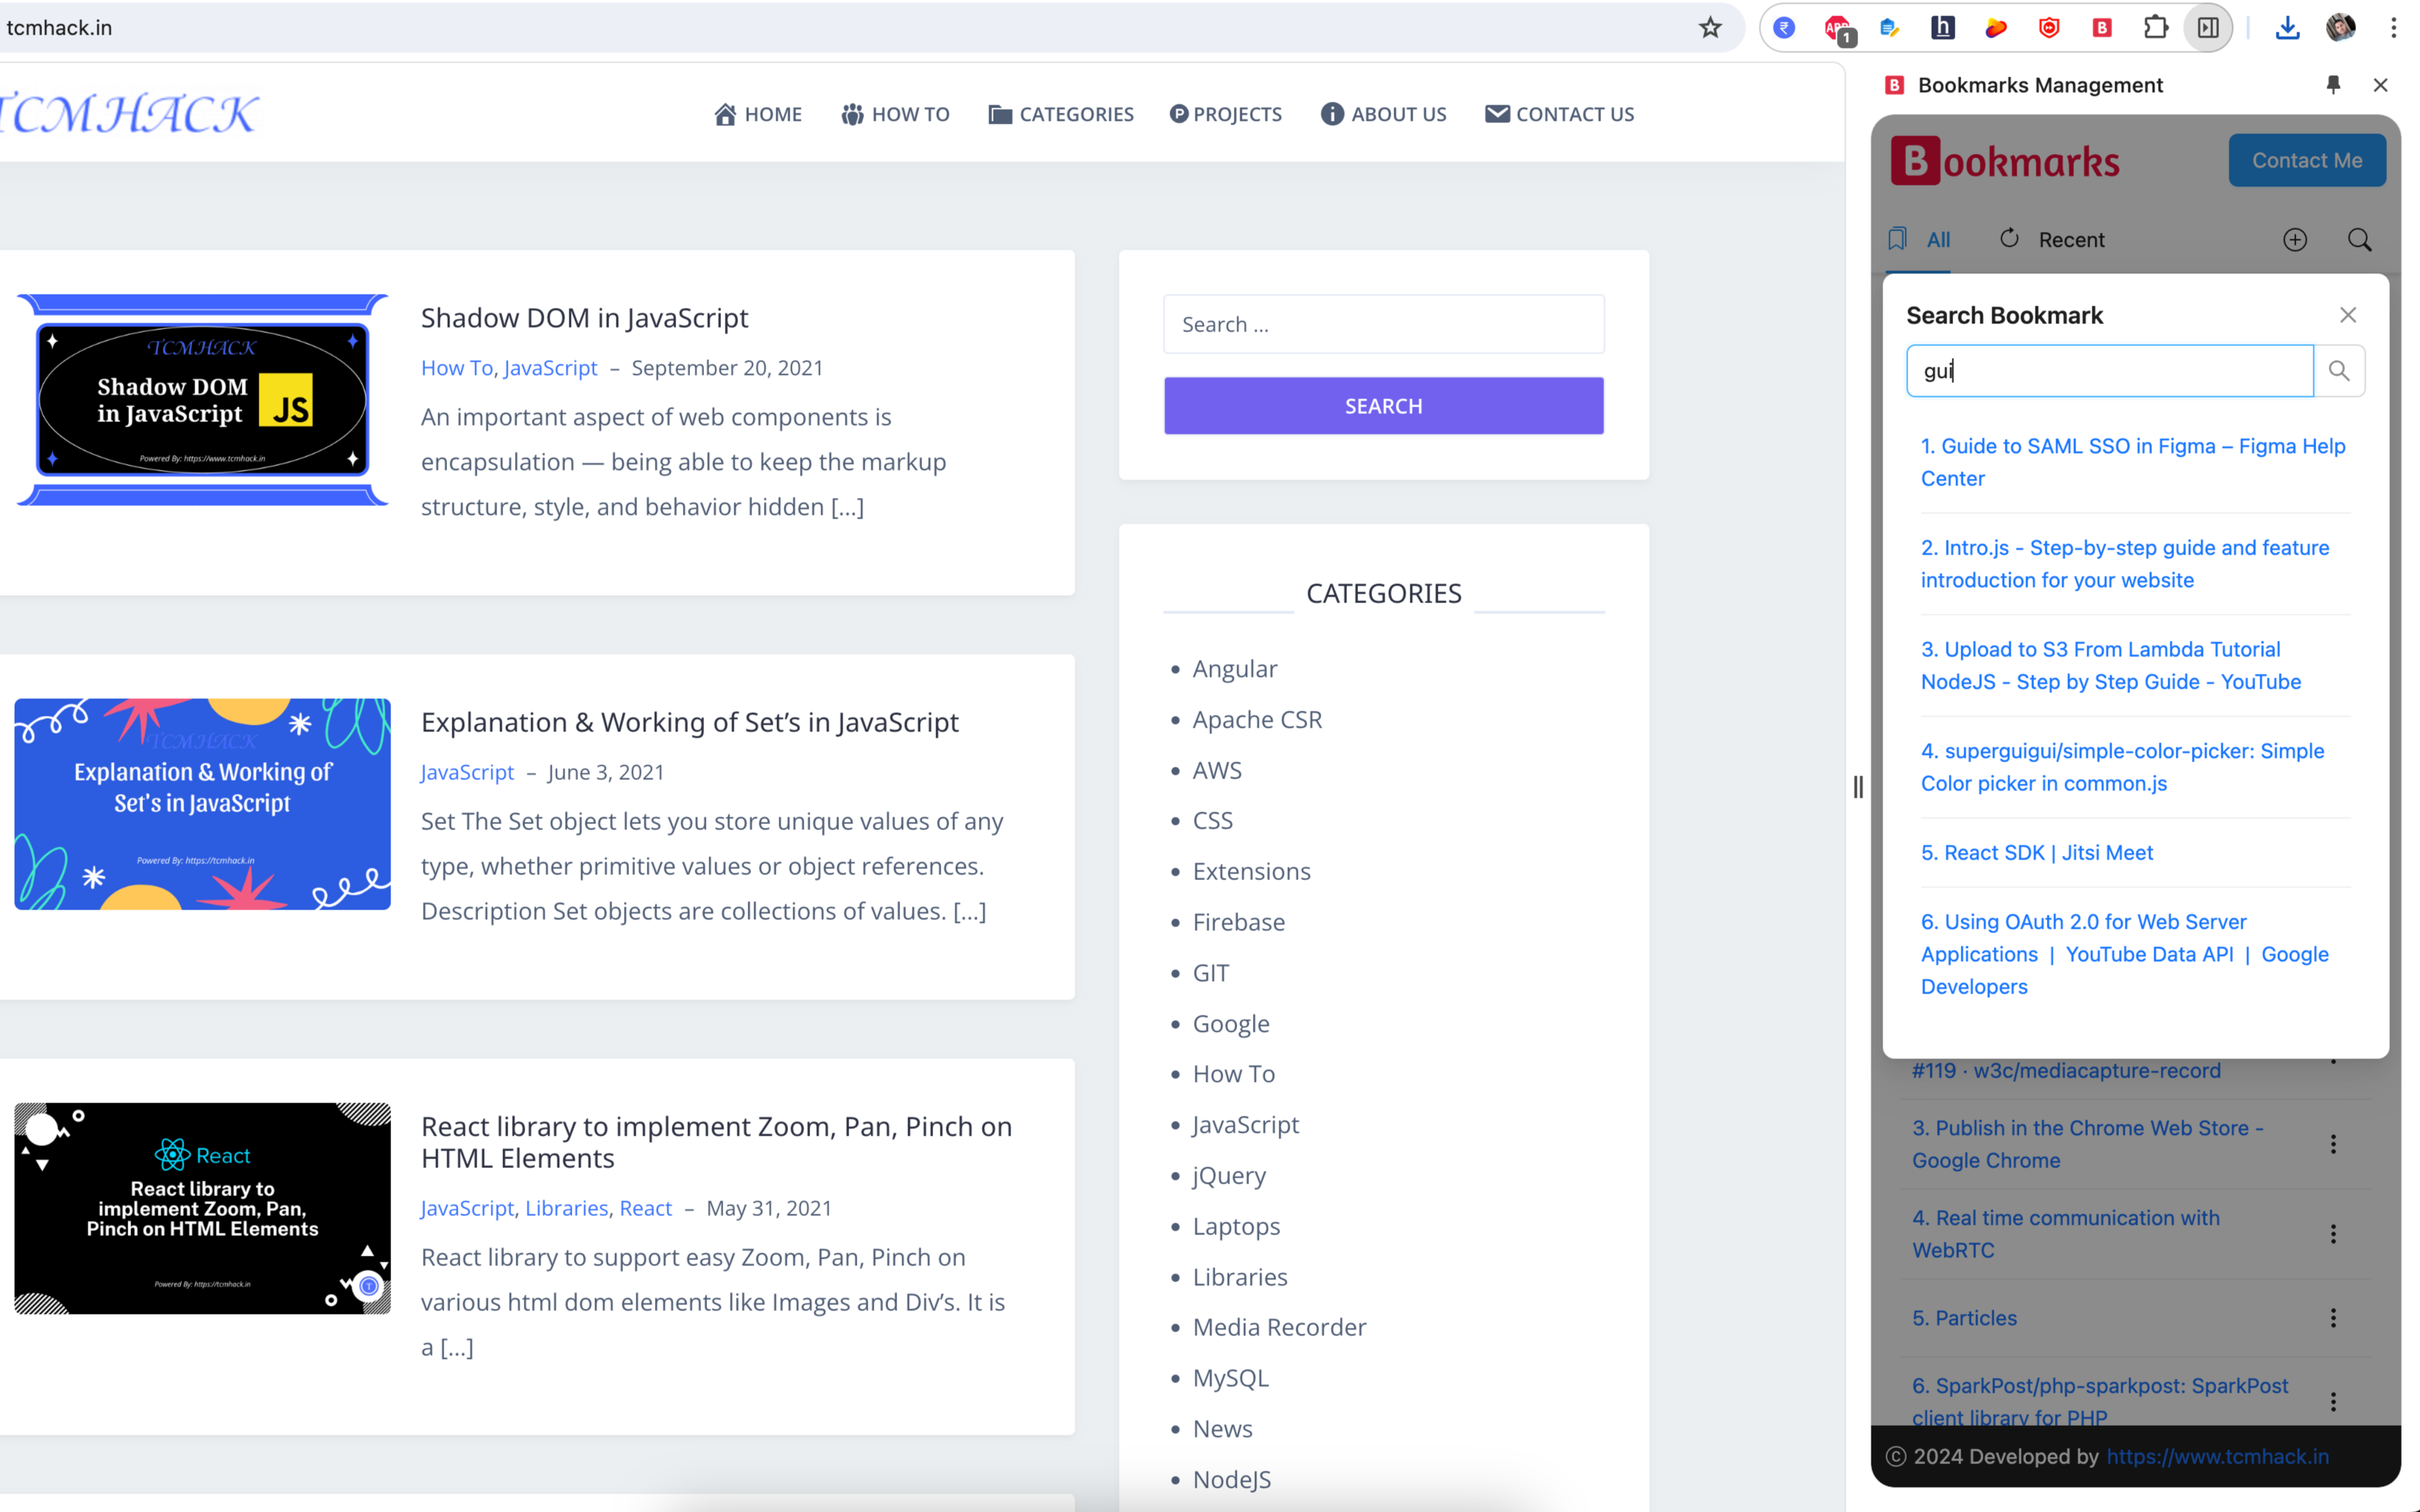 tcmhack.in
1
TCMHACK
HOME HOW TO CATEGORIES PROJECTS ABOUT US CONTACT US
TCMHACK
Shadow DOM
in JavaScript
JS
Powered By: https://www.tcmhack.in
Shadow DOM in JavaScript
How To, JavaScript – September 20, 2021
An important aspect of web components is
encapsulation — being able to keep the markup
structure, style, and behavior hidden [...]
TCMHACK
Explanation & Working of
Set's in JavaScript
Powered By: https://tcmhack.in
Explanation & Working of Set’s in JavaScript
JavaScript – June 3, 2021
Set The Set object lets you store unique values of any
type, whether primitive values or object references.
Description Set objects are collections of values. [...]
React
React library to
implement Zoom, Pan,
Pinch on HTML Elements
Powered By: https://tcmhack.in
React library to implement Zoom, Pan, Pinch on
HTML Elements
JavaScript, Libraries, React – May 31, 2021
React library to support easy Zoom, Pan, Pinch on
various html dom elements like Images and Div’s. It is
a [...]
Search ...
SEARCH
CATEGORIES
Angular
Apache CSR
AWS
CSS
Extensions
Firebase
GIT
Google
How To
JavaScript
jQuery
Laptops
Libraries
Media Recorder
MySQL
News
NodeJS
B Bookmarks Management
Bookmarks
Contact Me
All Recent
Search Bookmark
gui
1. Guide to SAML SSO in Figma – Figma Help
Center
2. Intro.js - Step-by-step guide and feature
introduction for your website
3. Upload to S3 From Lambda Tutorial
NodeJS - Step by Step Guide - YouTube
4. superguigui/simple-color-picker: Simple
Color picker in common.js
5. React SDK | Jitsi Meet
6. Using OAuth 2.0 for Web Server
Applications | YouTube Data API | Google
Developers
#119 · w3c/mediacapture-record
3. Publish in the Chrome Web Store -
Google Chrome
4. Real time communication with
WebRTC
5. Particles
6. SparkPost/php-sparkpost: SparkPost
client library for PHP
© 2024 Developed by https://www.tcmhack.in